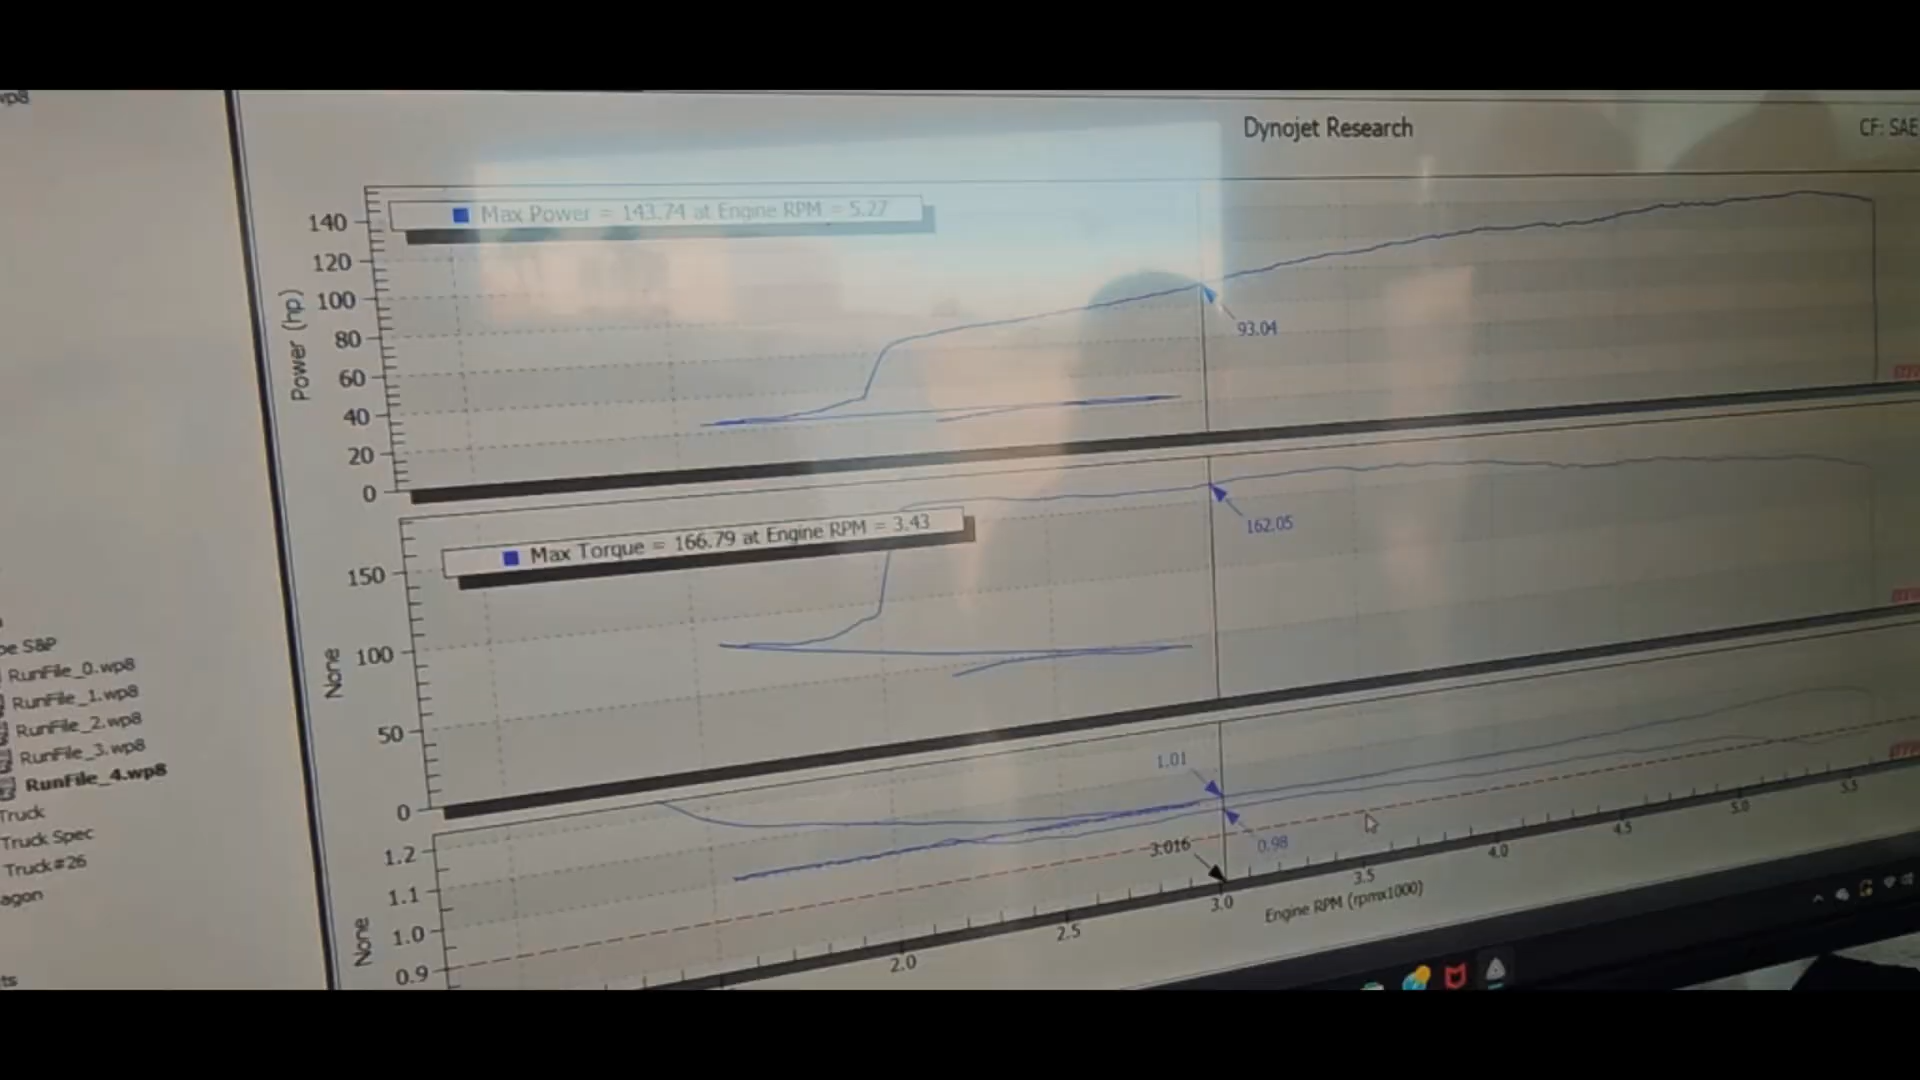 Dynojet Research
CF: SAE
Max Power = 143.74 at Engine RPM = 5.27
140
120
100
80
60
40
20
0
Power (hp)
93.04
Max Torque = 166.79 at Engine RPM = 3.43
150
100
50
0
None
162.05
1.2
1.1
1.0
0.9
None
1.01
0.98
3.016
2.0
2.5
3.0
3.5
4.0
4.5
5.0
5.5
Engine RPM (rpmx1000)
wp8
pe S&P
RunFile_0.wp8
RunFile_1.wp8
RunFile_2.wp8
RunFile_3.wp8
RunFile_4.wp8
Truck
Truck Spec
Truck#26
agon
ts